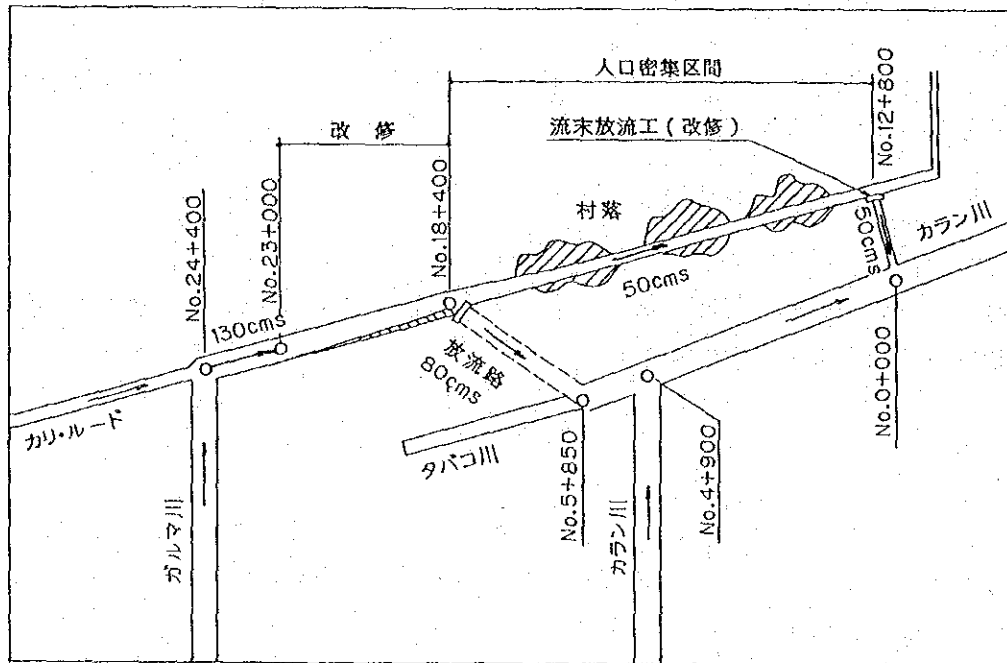 人口密集区間
改修
流末放流工(改修)
No.12+800
No.18+400
No.23+000
No.24+400
村落
50cms
カラン川
50cms
130cms
放流路
80cms
No.0+000
カリ・ルード
タバコ川
No.5+850
No.4+900
ガルマ川
カラン川